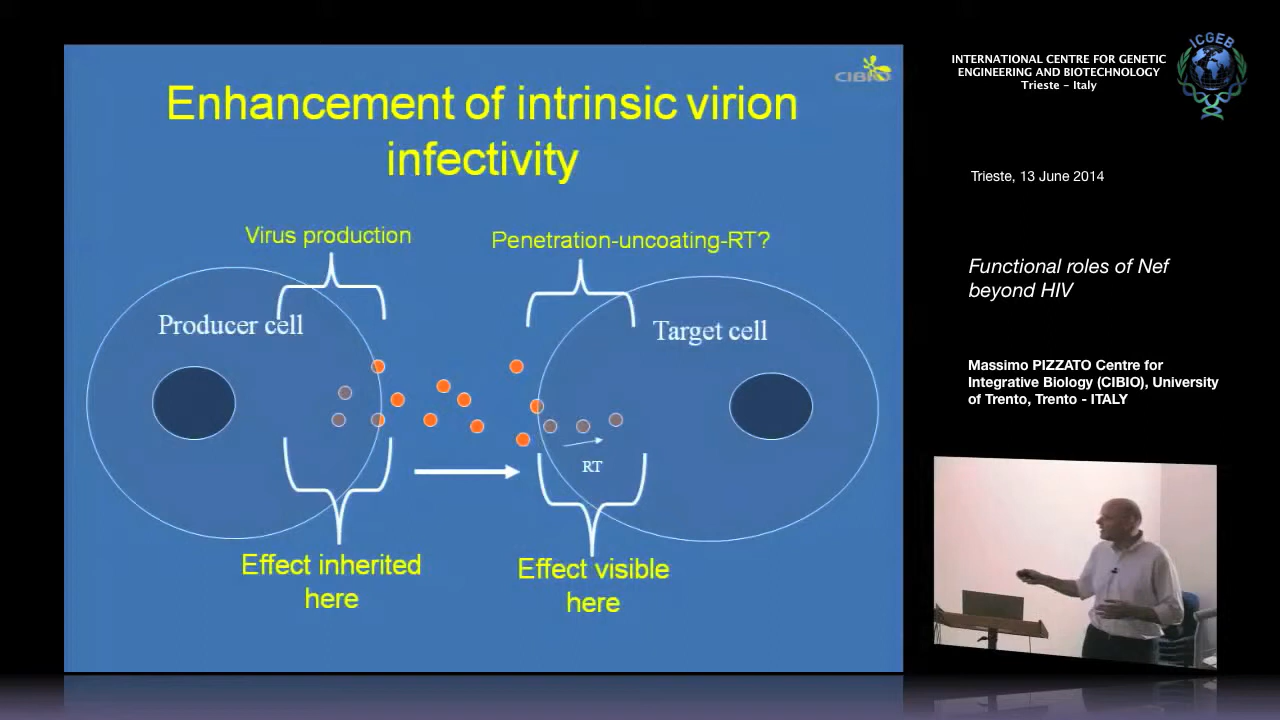 CIBIO
Enhancement of intrinsic virion
infectivity
Virus production
Penetration-uncoating-RT?
Producer cell
Target cell
RT
Effect inherited
here
Effect visible
here
INTERNATIONAL CENTRE FOR GENETIC
ENGINEERING AND BIOTECHNOLOGY
Trieste – Italy
ICGEB
Trieste, 13 June 2014
Functional roles of Nef
beyond HIV
Massimo PIZZATO Centre for
Integrative Biology (CIBIO), University
of Trento, Trento - ITALY